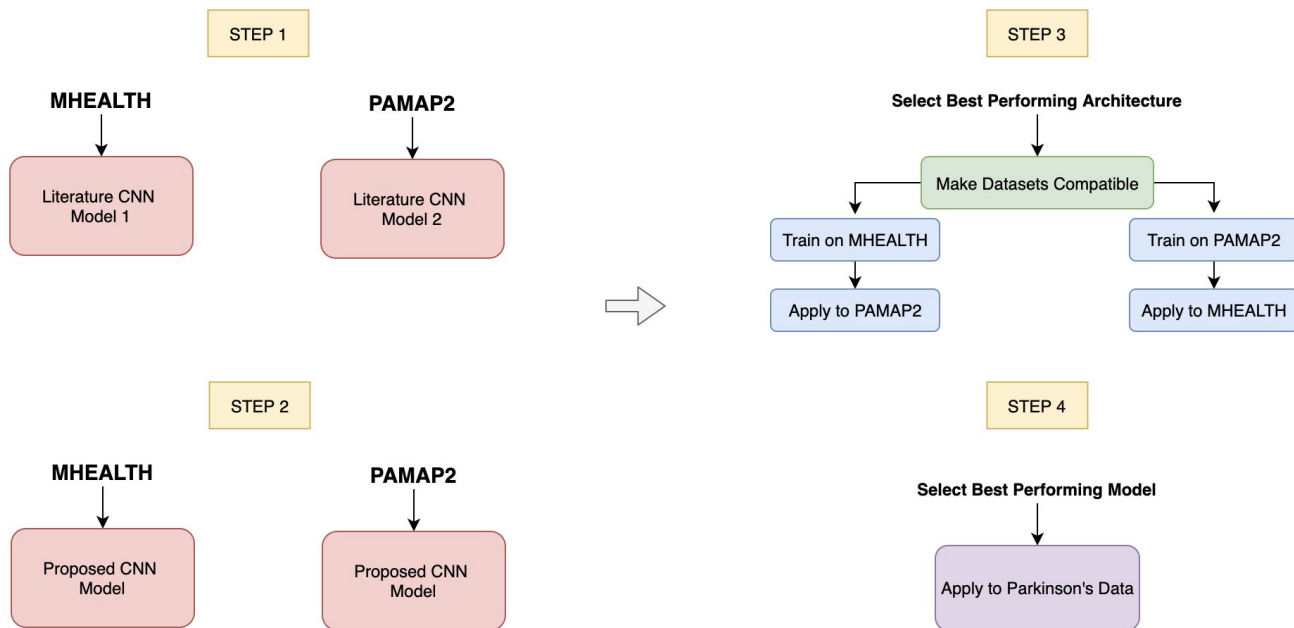 STEP 1
MHEALTH
PAMAP2
Literature CNN
Model 1
Literature CNN
Model 2
STEP 2
MHEALTH
PAMAP2
Proposed CNN
Model
Proposed CNN
Model
STEP 3
Select Best Performing Architecture
Make Datasets Compatible
Train on MHEALTH
Train on PAMAP2
Apply to PAMAP2
Apply to MHEALTH
STEP 4
Select Best Performing Model
Apply to Parkinson's Data